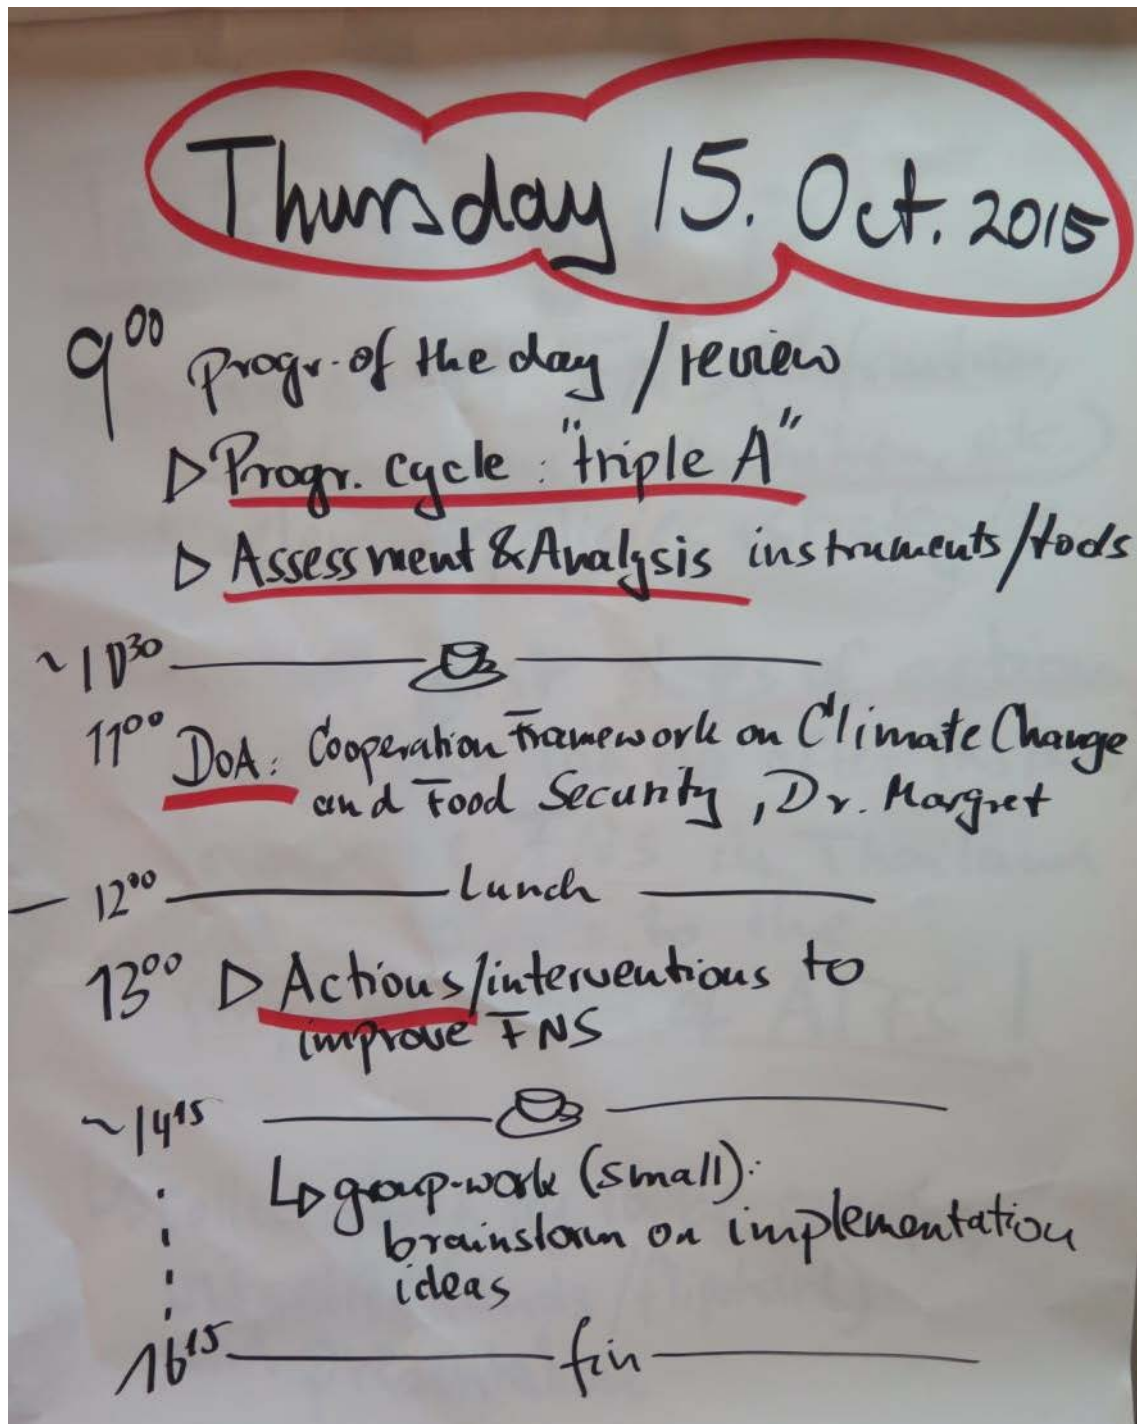 Thursday 15. Oct. 2015
9⁰⁰ progr. of the day / review
▷ Progr. cycle : "triple A"
▷ Assessment & Analysis instruments/tools
~10³⁰
11⁰⁰ DoA: Cooperation Framework on Climate Change
and Food Security, Dr. Margret
12⁰⁰ Lunch
13⁰⁰ ▷ Actions/interventions to
improve FNS
~14¹⁵
group-work (small):
brainstorm on implementation
ideas
16¹⁵ fin